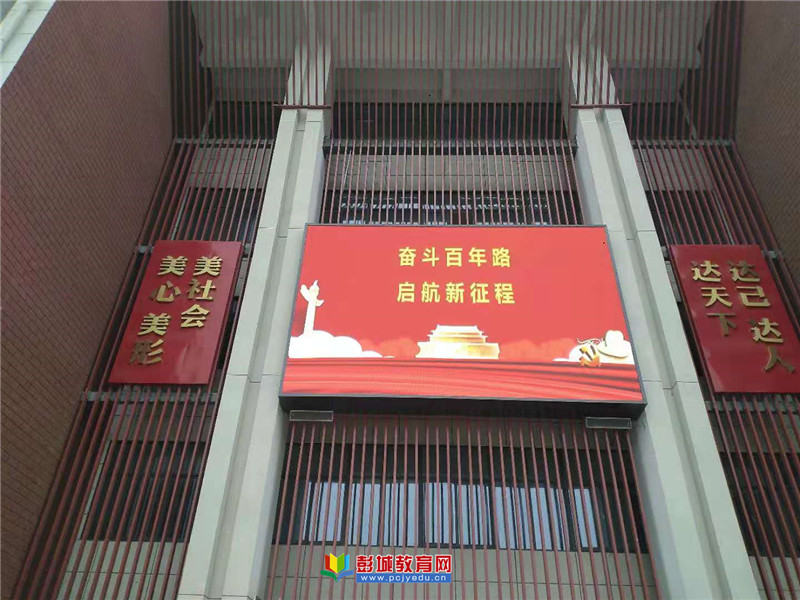 奋斗百年路
启航新征程
美心 美形
美社会
达己 达人
达天下
彭城教育网
www.pcjyedu.cn